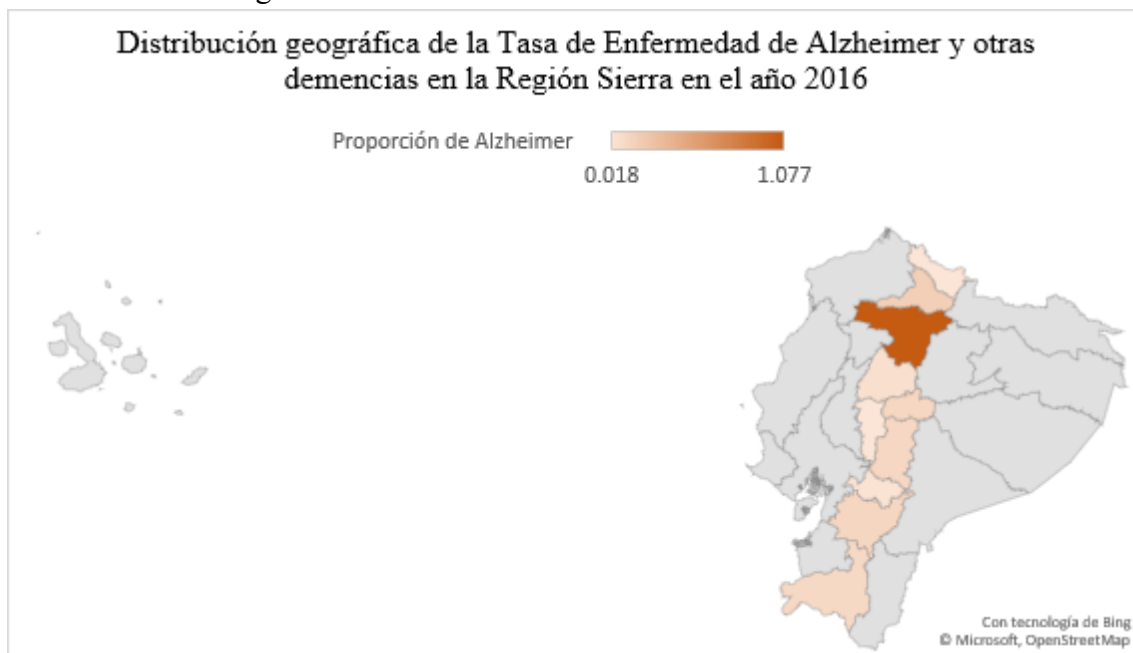 Distribución geográfica de la Tasa de Enfermedad de Alzheimer y otras
demencias en la Región Sierra en el año 2016
Proporción de Alzheimer
0.018 1.077
Con tecnología de Bing
© Microsoft, OpenStreetMap